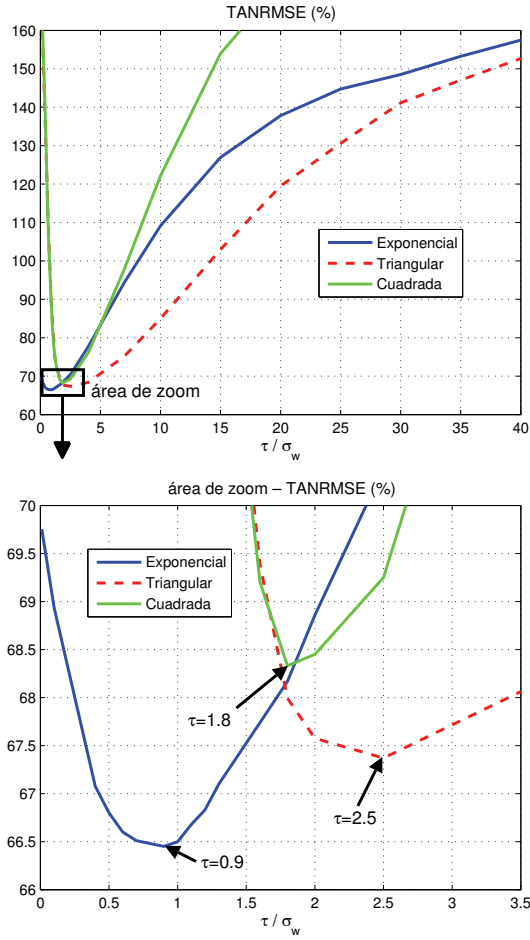 TANRMSE (%)
160
150
140
130
120
110
100
90
80
70
60
Exponencial
Triangular
Cuadrada
área de zoom
0 5 10 15 20 25 30 35 40
τ / σw
área de zoom – TANRMSE (%)
70
69.5
69
68.5
68
67.5
67
66.5
66
Exponencial
Triangular
Cuadrada
τ=1.8
τ=2.5
τ=0.9
0 0.5 1 1.5 2 2.5 3 3.5
τ / σw